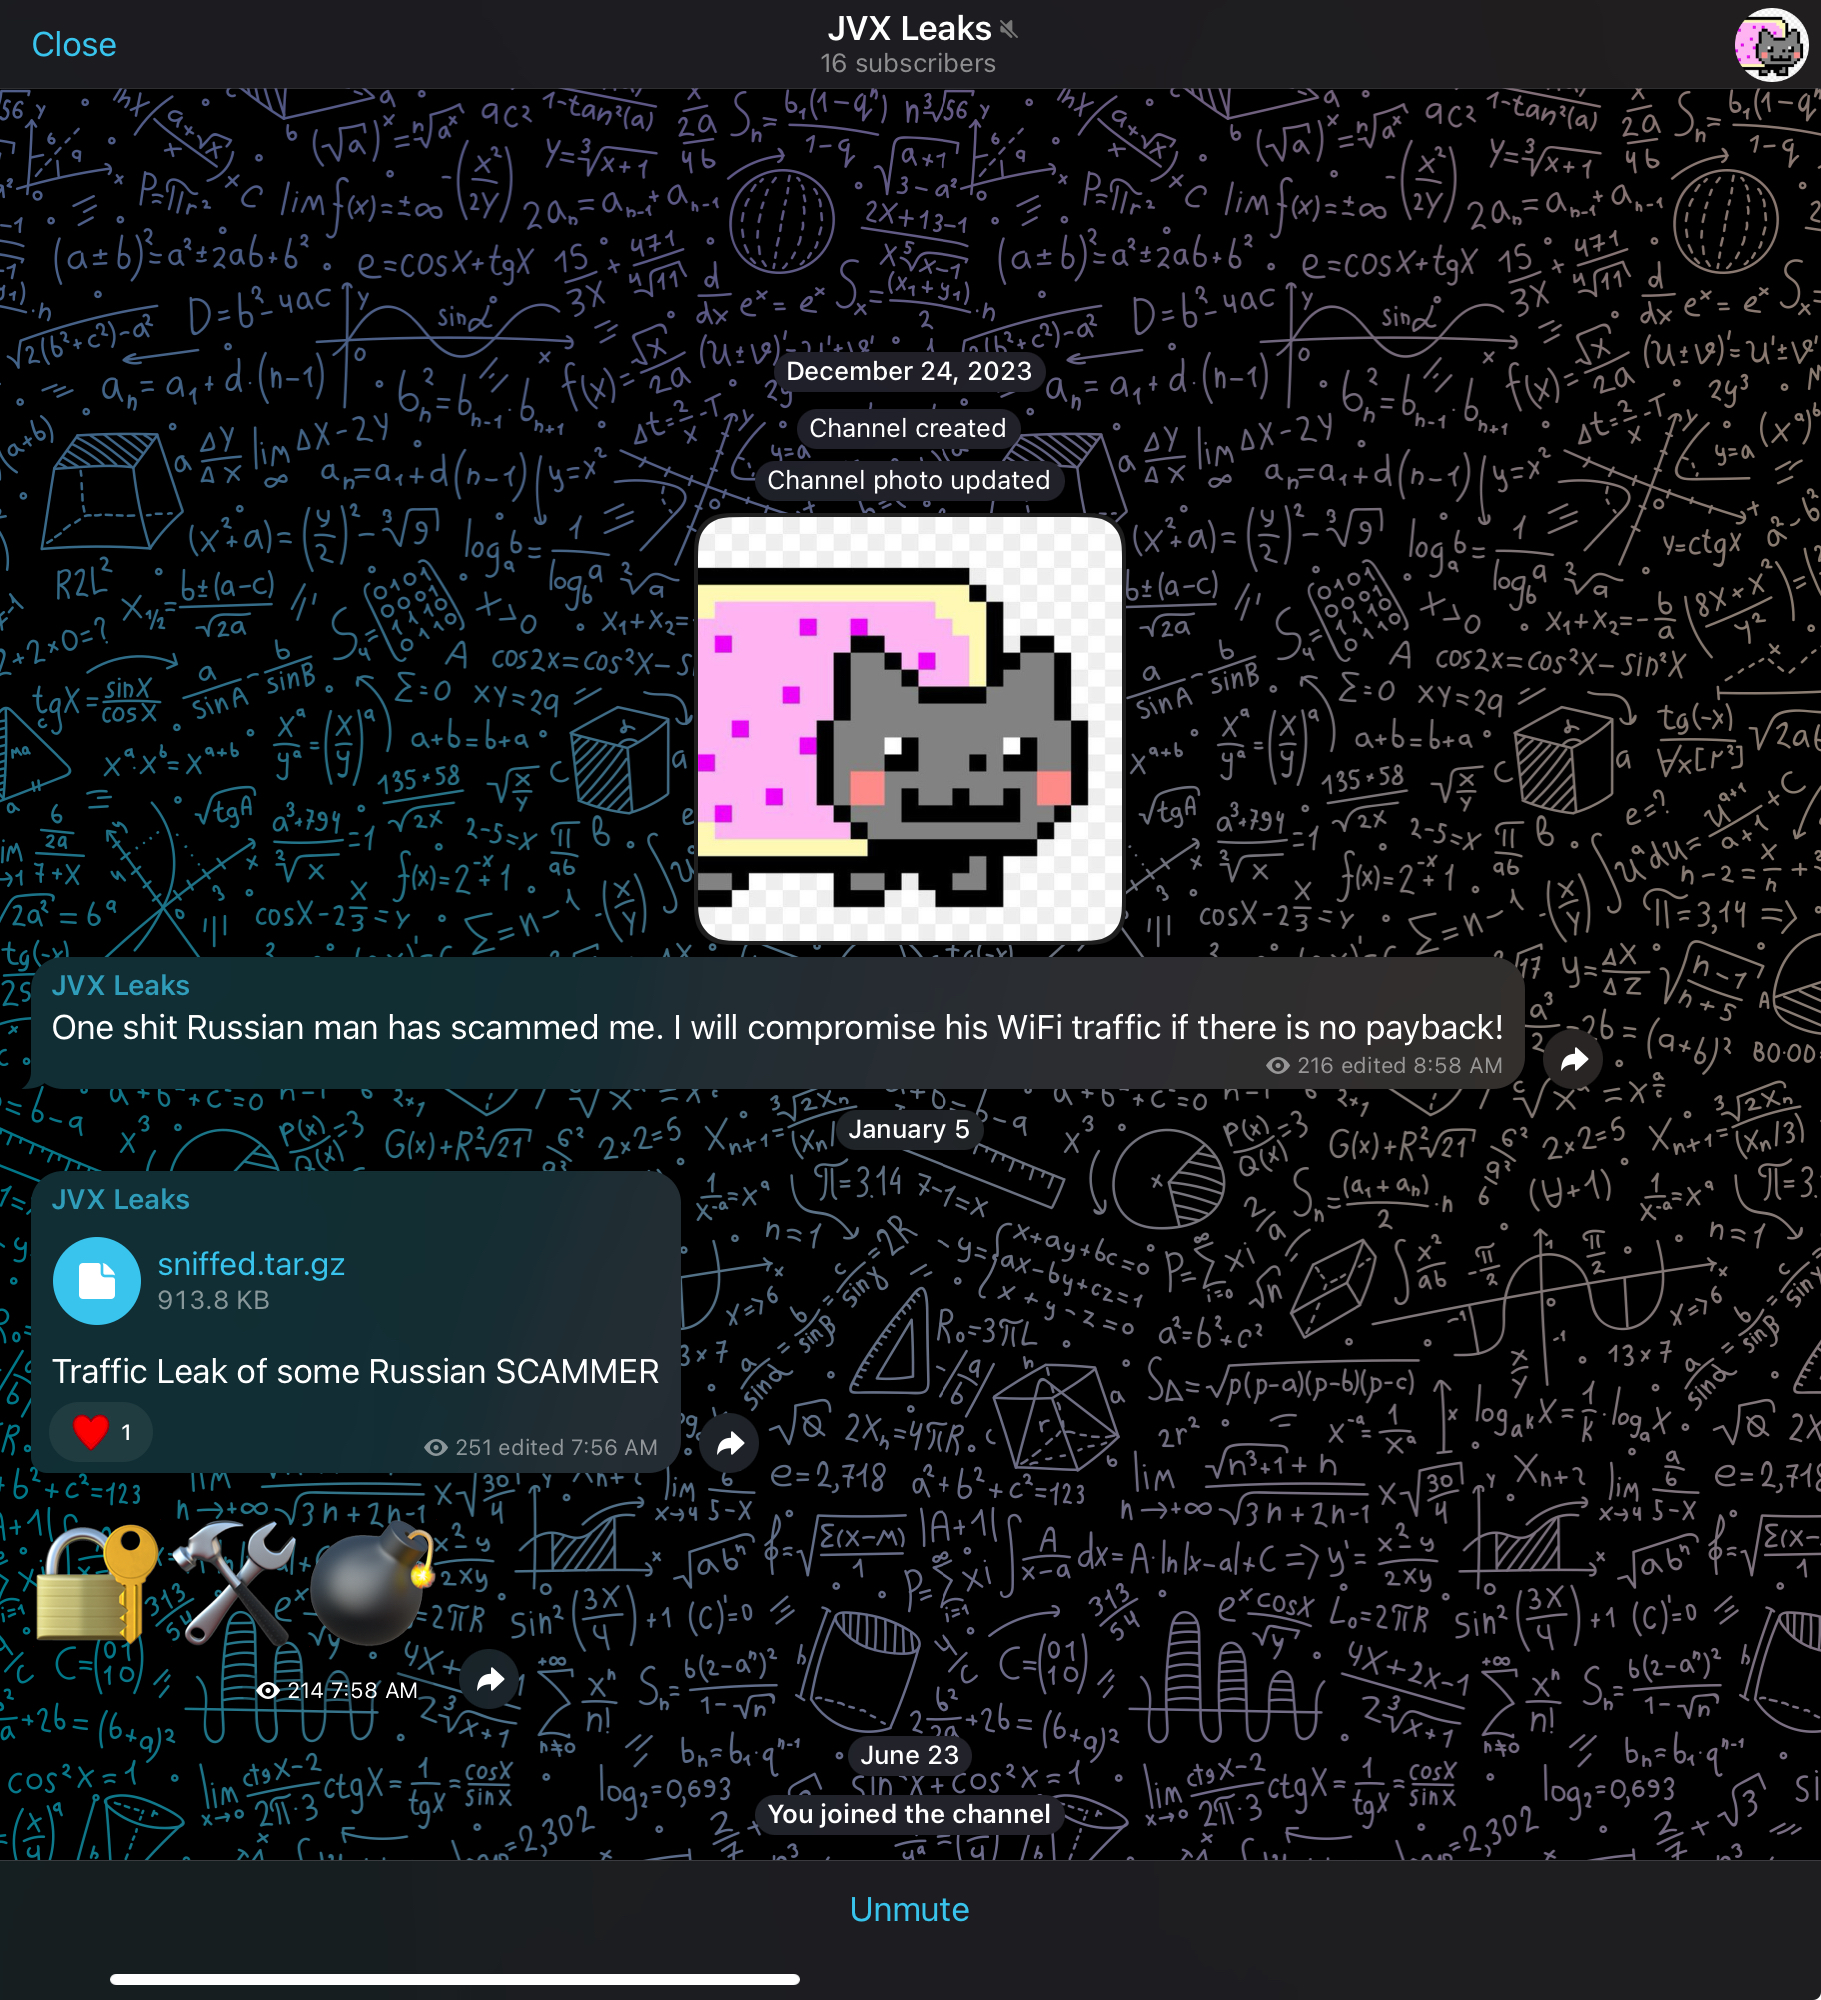 Close
JVX Leaks
16 subscribers
December 24, 2023
Channel created
Channel photo updated
JVX Leaks
One shit Russian man has scammed me. I will compromise his WiFi traffic if there is no payback!
216 edited 8:58 AM
January 5
JVX Leaks
sniffed.tar.gz
913.8 KB
Traffic Leak of some Russian SCAMMER
1
251 edited 7:56 AM
214 7:58 AM
June 23
You joined the channel
Unmute